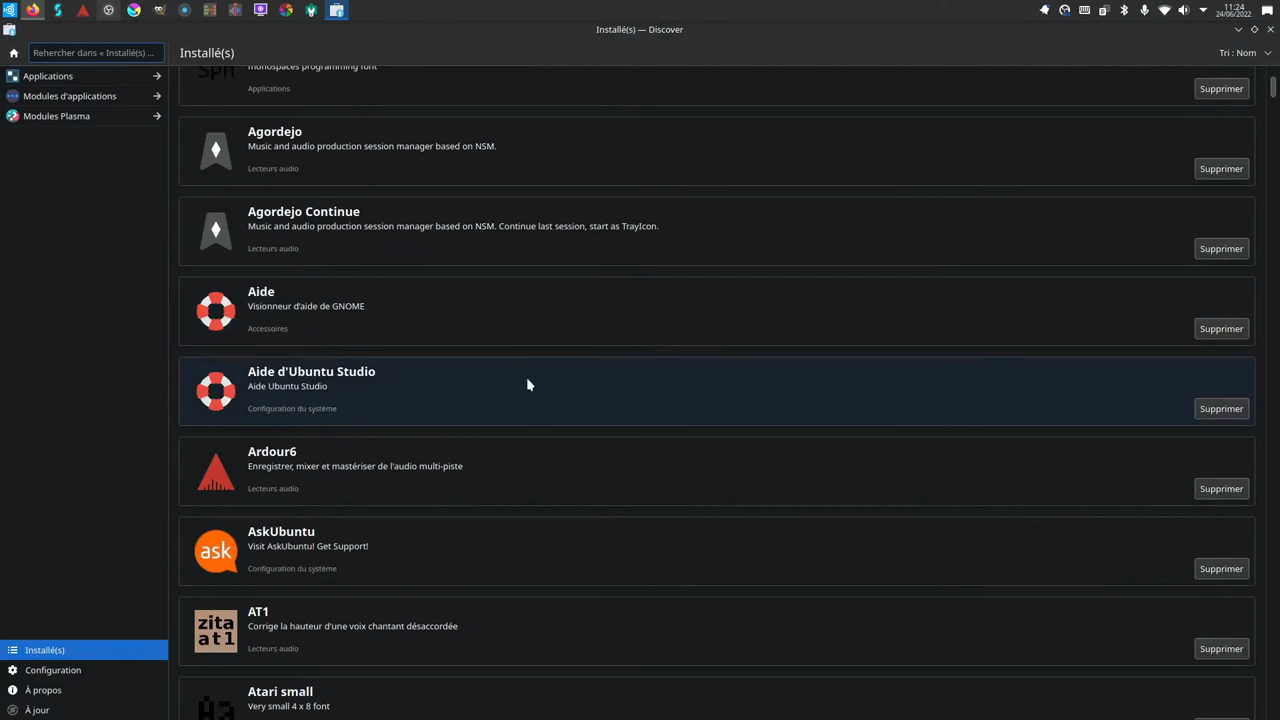 11:24
24/06/2022
Installé(s) — Discover
Rehercher dans « Installé(s) ...
Installé(s)
Tri : Nom
Applications
Modules d'applications
Modules Plasma
monospaces programming font
Applications
Supprimer
Agordejo
Music and audio production session manager based on NSM.
Lecteurs audio
Supprimer
Agordejo Continue
Music and audio production session manager based on NSM. Continue last session, start as TrayIcon.
Lecteurs audio
Supprimer
Aide
Visionneur d’aide de GNOME
Accessoires
Supprimer
Aide d'Ubuntu Studio
Aide Ubuntu Studio
Configuration du système
Supprimer
Ardour6
Enregistrer, mixer et mastériser de l'audio multi-piste
Lecteurs audio
Supprimer
ask
AskUbuntu
Visit AskUbuntu! Get Support!
Configuration du système
Supprimer
zita
at1
AT1
Corrige la hauteur d'une voix chantant désaccordée
Lecteurs audio
Supprimer
Atari small
Very small 4 x 8 font
Installé(s)
Configuration
À propos
À jour